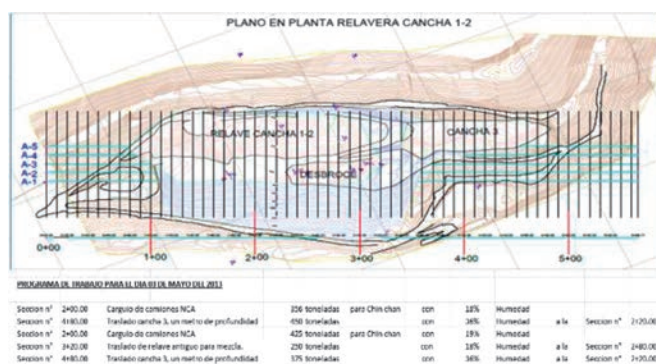 PLANO EN PLANTA RELAVERA CANCHA 1-2
RELAVE CANCHA 1-2
CANCHA 3
DESBROCE
A-5
A-4
A-3
A-2
A-1
0+00
1+00
2+00
3+00
4+00
5+00
PROGRAMA DE TRABAJO PARA EL DIA 03 DE MAYO DEL 2013
Seccion n° 2+00.00 Carguio de camiones NCA 356 toneladas para Chin chan con 18% Humedad
Seccion n° 4+80.00 Traslado cancha 3, un metro de profundidad 450 toneladas con 36% Humedad a la Seccion n° 2+20.00
Seccion n° 2+00.00 Carguio de camiones NCA 425 toneladas para Chin chan con 19% Humedad
Seccion n° 3+20.00 Traslado de relave antiguo para mezcla. 250 toneladas con 18% Humedad a la Seccion n° 2+80.00
Seccion n° 4+80.00 Traslado cancha 3, un metro de profundidad 375 toneladas con 36% Humedad a la Seccion n° 2+20.00